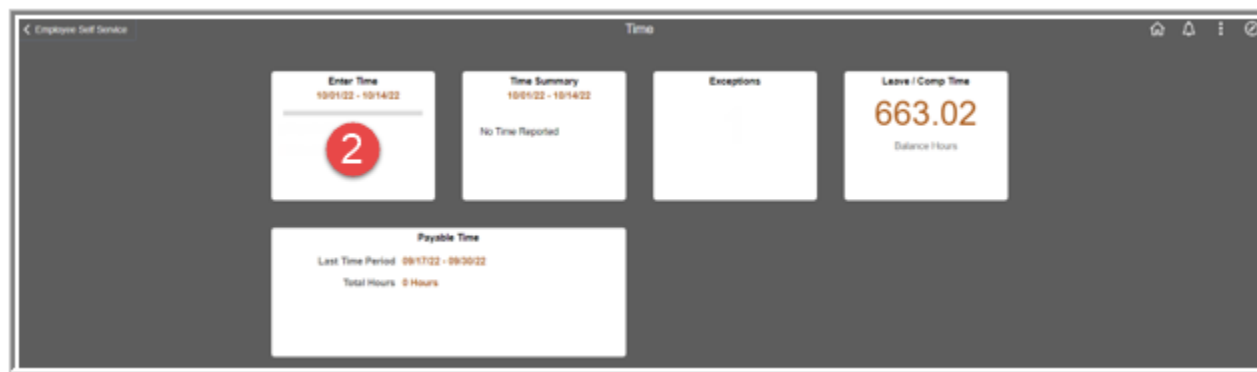 Employee Self Service
Time
Enter Time
10/01/22 - 10/14/22
2
Time Summary
10/01/22 - 10/14/22
No Time Reported
Exceptions
Leave / Comp Time
663.02
Balance Hours
Payable Time
Last Time Period 09/17/22 - 09/30/22
Total Hours 0 Hours